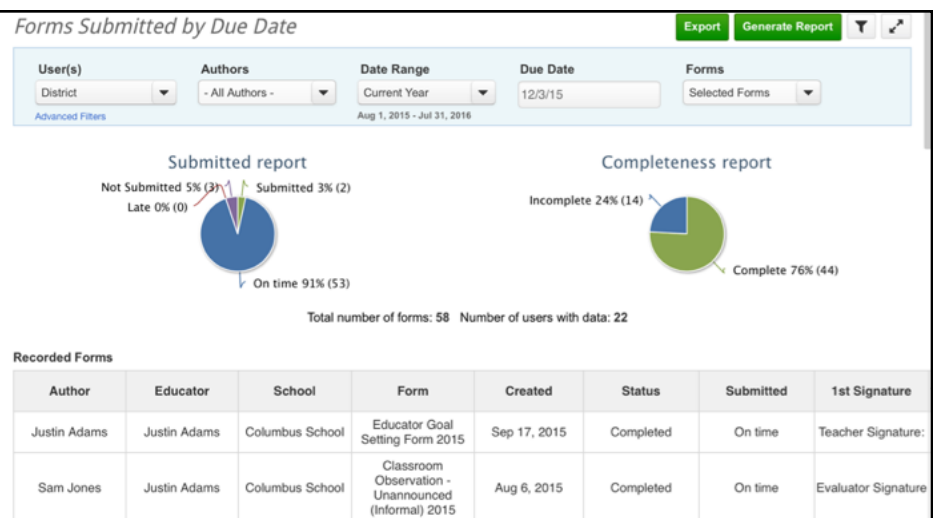 Forms Submitted by Due Date
Export
Generate Report
User(s)
Authors
Date Range
Due Date
Forms
District
- All Authors -
Current Year
12/3/15
Selected Forms
Advanced Filters
Aug 1, 2015 - Jul 31, 2016
Submitted report
Not Submitted 5% (3)
Submitted 3% (2)
Late 0% (0)
On time 91% (53)
Completeness report
Incomplete 24% (14)
Complete 76% (44)
Total number of forms: 58 Number of users with data: 22
Recorded Forms
Author Educator School Form Created Status Submitted 1st Signature
Justin Adams Justin Adams Columbus School Educator Goal Setting Form 2015 Sep 17, 2015 Completed On time Teacher Signature:
Sam Jones Justin Adams Columbus School Classroom Observation - Unannounced (Informal) 2015 Aug 6, 2015 Completed On time Evaluator Signature